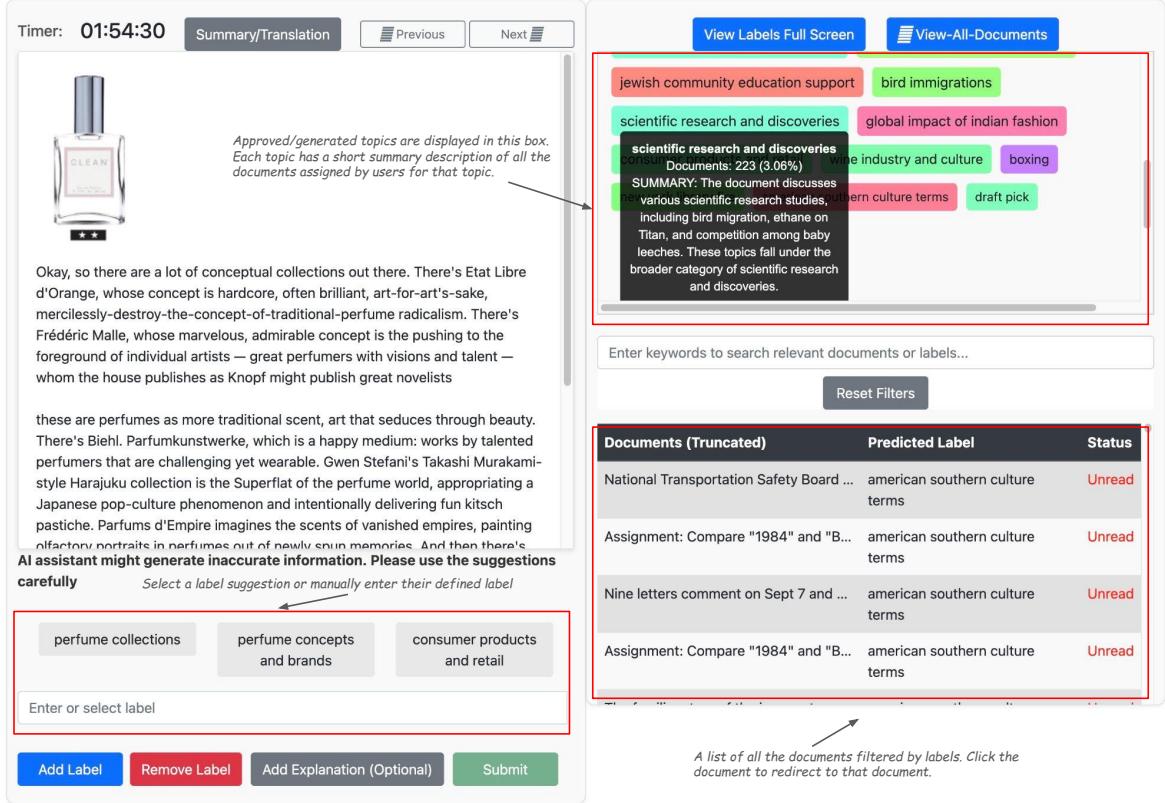 Timer: 01:54:30 Summary/Translation Previous Next
CLEAN
Approved/generated topics are displayed in this box.
Each topic has a short summary description of all the
documents assigned by users for that topic.
Okay, so there are a lot of conceptual collections out there. There's Etat Libre
d'Orange, whose concept is hardcore, often brilliant, art-for-art's-sake,
mercilessly-destroy-the-concept-of-traditional-perfume radicalism. There's
Frédéric Malle, whose marvelous, admirable concept is the pushing to the
foreground of individual artists — great perfumers with visions and talent —
whom the house publishes as Knopf might publish great novelists
these are perfumes as more traditional scent, art that seduces through beauty.
There's Biehl. Parfumkunstwerke, which is a happy medium: works by talented
perfumers that are challenging yet wearable. Gwen Stefani's Takashi Murakami-
style Harajuku collection is the Superflat of the perfume world, appropriating a
Japanese pop-culture phenomenon and intentionally delivering fun kitsch
pastiche. Parfums d'Empire imagines the scents of vanished empires, painting
olfactory portraits in perfumes out of newly spun memories. And then there's
AI assistant might generate inaccurate information. Please use the suggestions
carefully
Select a label suggestion or manually enter their defined label
perfume collections
perfume concepts
and brands
consumer products
and retail
Enter or select label
Add Label Remove Label Add Explanation (Optional) Submit
View Labels Full Screen View-All-Documents
jewish community education support bird immigrations
scientific research and discoveries global impact of indian fashion
consumer products and retail wine industry and culture boxing
southern culture terms draft pick
scientific research and discoveries
Documents: 223 (3.06%)
SUMMARY: The document discusses
various scientific research studies,
including bird migration, ethane on
Titan, and competition among baby
leeches. These topics fall under the
broader category of scientific research
and discoveries.
Enter keywords to search relevant documents or labels...
Reset Filters
Documents (Truncated) Predicted Label Status
National Transportation Safety Board ... american southern culture Unread
terms
Assignment: Compare "1984" and "B... american southern culture Unread
terms
Nine letters comment on Sept 7 and ... american southern culture Unread
terms
Assignment: Compare "1984" and "B... american southern culture Unread
terms
A list of all the documents filtered by labels. Click the
document to redirect to that document.